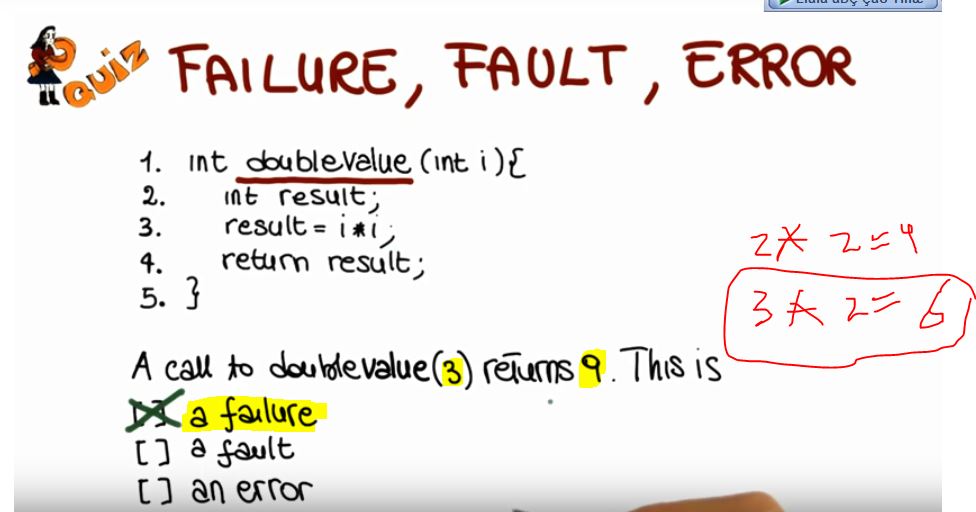 QUIZ FAILURE, FAULT, ERROR
1. int doubleValue (int i){
2. int result;
3. result = i*i;
4. return result;
5. }
2 * 2 = 4
3 * 2 = 6
A call to doubleValue(3) returns 9. This is
[ ] a failure
[ ] a fault
[ ] an error